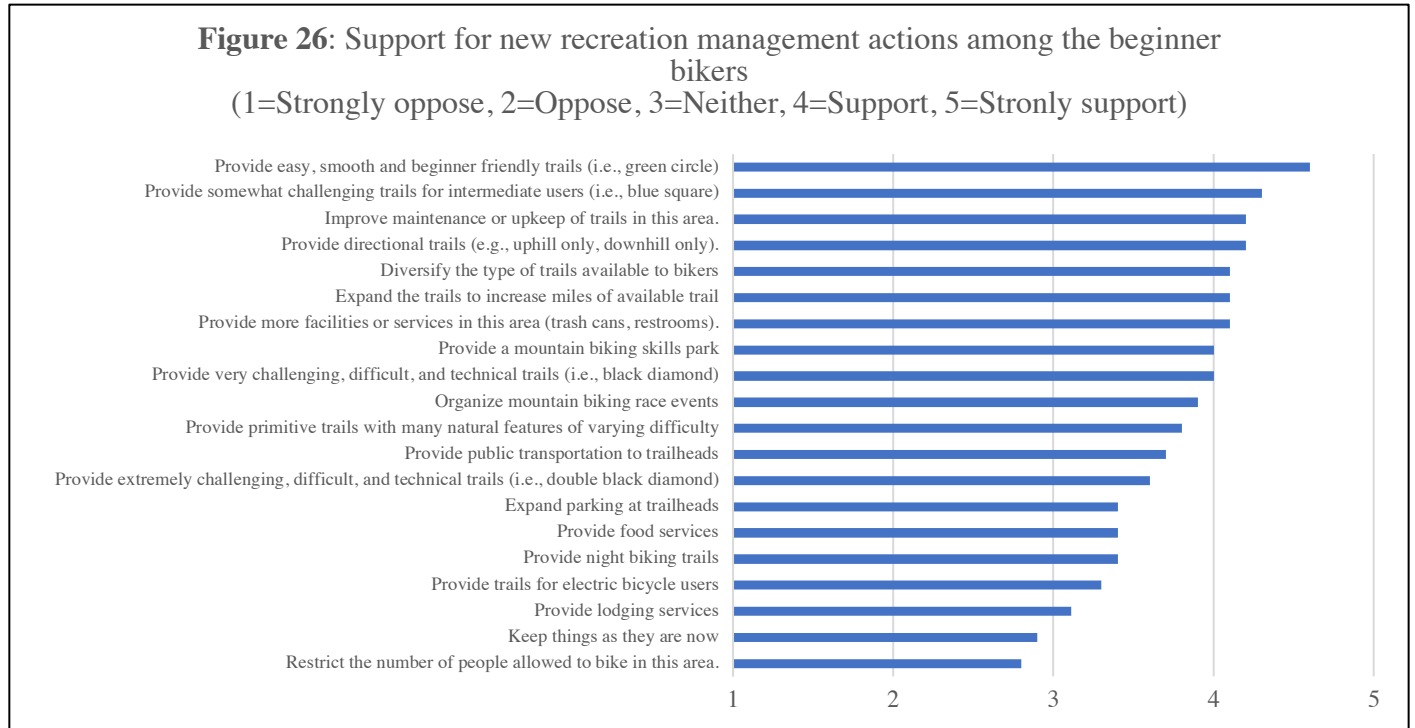 Figure 26: Support for new recreation management actions among the beginner
bikers
(1=Strongly oppose, 2=Oppose, 3=Neither, 4=Support, 5=Stronly support)
Provide easy, smooth and beginner friendly trails (i.e., green circle)
Provide somewhat challenging trails for intermediate users (i.e., blue square)
Improve maintenance or upkeep of trails in this area.
Provide directional trails (e.g., uphill only, downhill only).
Diversify the type of trails available to bikers
Expand the trails to increase miles of available trail
Provide more facilities or services in this area (trash cans, restrooms).
Provide a mountain biking skills park
Provide very challenging, difficult, and technical trails (i.e., black diamond)
Organize mountain biking race events
Provide primitive trails with many natural features of varying difficulty
Provide public transportation to trailheads
Provide extremely challenging, difficult, and technical trails (i.e., double black diamond)
Expand parking at trailheads
Provide food services
Provide night biking trails
Provide trails for electric bicycle users
Provide lodging services
Keep things as they are now
Restrict the number of people allowed to bike in this area.
1 2 3 4 5